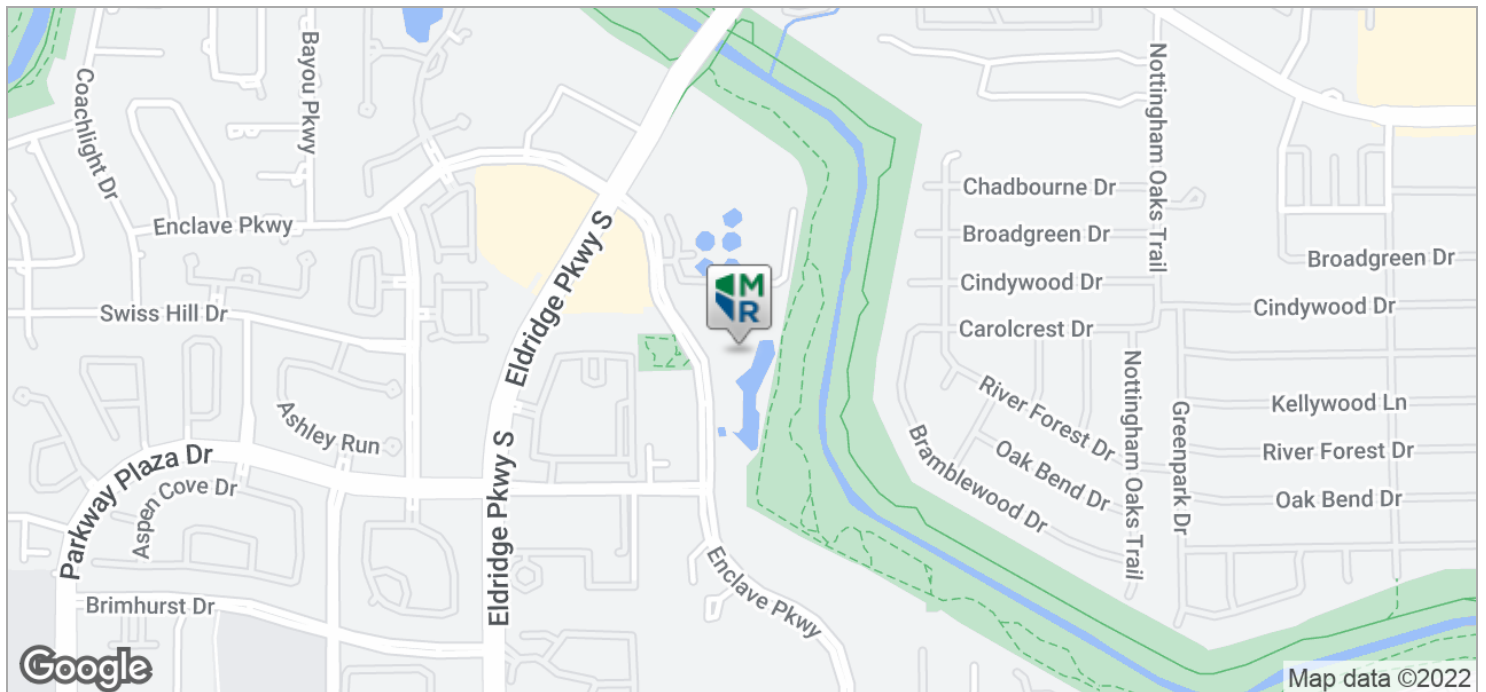 Bayou Pkwy
Coachlight Dr
Nottingham Oaks Trail
Chadbourne Dr
Enclave Pkwy
Broadgreen Dr
Broadgreen Dr
Eldridge Pkwy S
Cindywood Dr
M
R
Cindywood Dr
Swiss Hill Dr
Carolcrest Dr
Nottingham Oaks Trail
River Forest Dr
Kellywood Ln
Greenpark Dr
Ashley Run
Bramblewood Dr
Oak Bend Dr
River Forest Dr
Parkway Plaza Dr
Aspen Cove Dr
Eldridge Pkwy S
Oak Bend Dr
Enclave Pkwy
Brimhurst Dr
Google
Map data ©2022